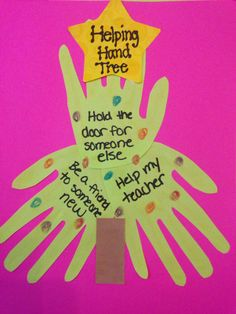 Helping
Hand
Tree
Hold the
door for
someone
else
Be a friend
to someone
new
Help my
teacher